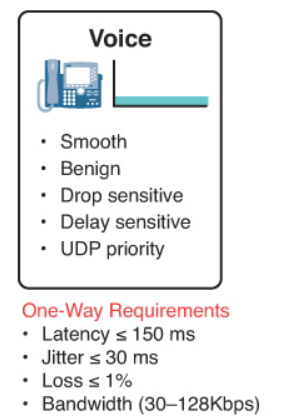 Voice
• Smooth
• Benign
• Drop sensitive
• Delay sensitive
• UDP priority
One-Way Requirements
• Latency ≤ 150 ms
• Jitter ≤ 30 ms
• Loss ≤ 1%
• Bandwidth (30–128Kbps)